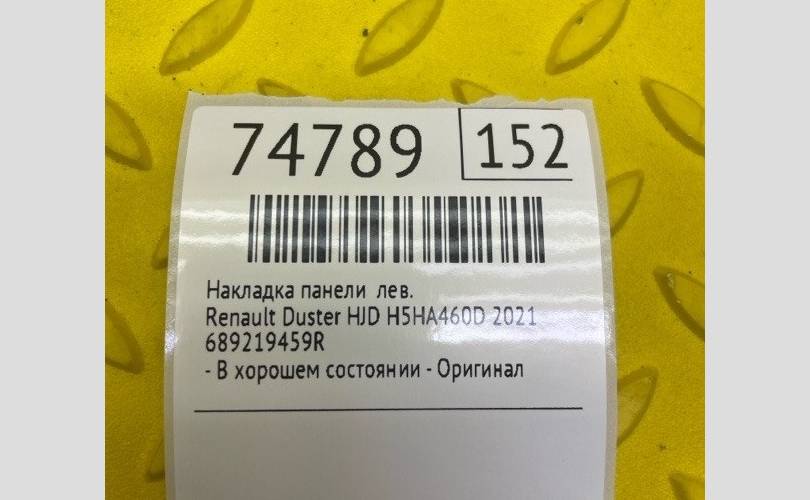 74789 152
Накладка панели лев.
Renault Duster HJD H5HA460D 2021
689219459R
- В хорошем состоянии - Оригинал